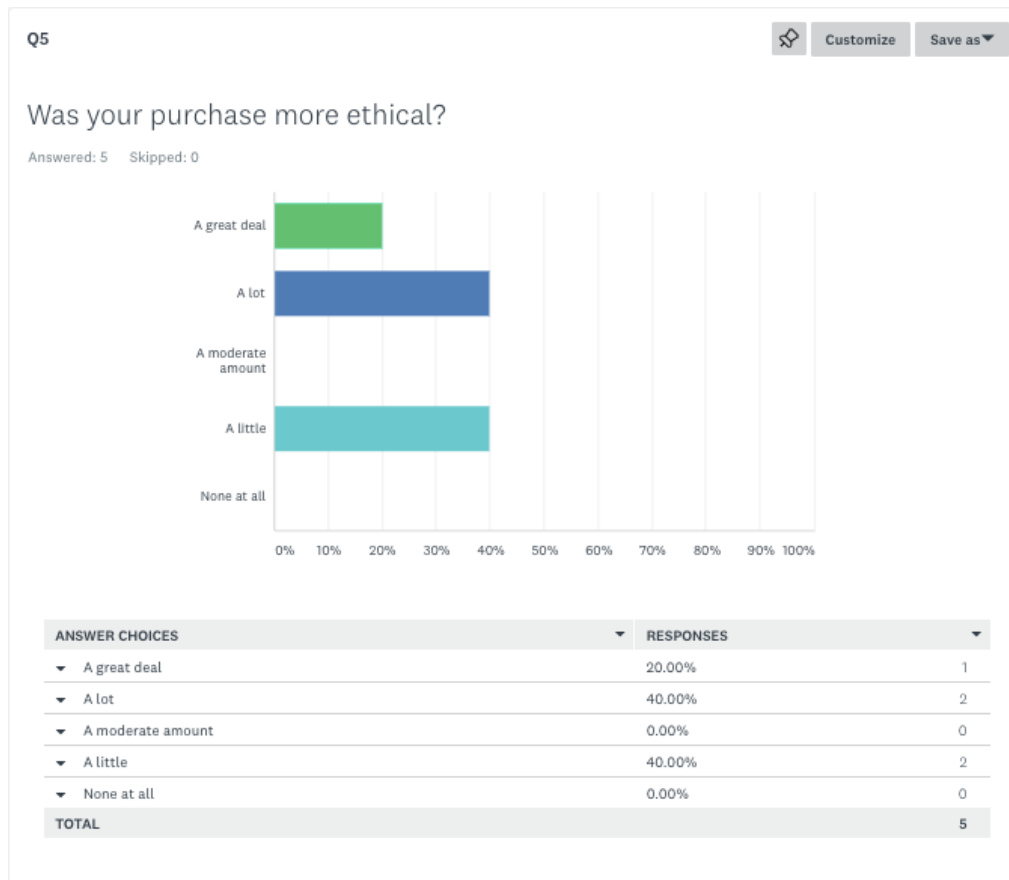 Q5
Customize
Save as
Was your purchase more ethical?
Answered: 5 Skipped: 0
A great deal
A lot
A moderate
amount
A little
None at all
0% 10% 20% 30% 40% 50% 60% 70% 80% 90% 100%
ANSWER CHOICES RESPONSES
A great deal 20.00% 1
A lot 40.00% 2
A moderate amount 0.00% 0
A little 40.00% 2
None at all 0.00% 0
TOTAL 5